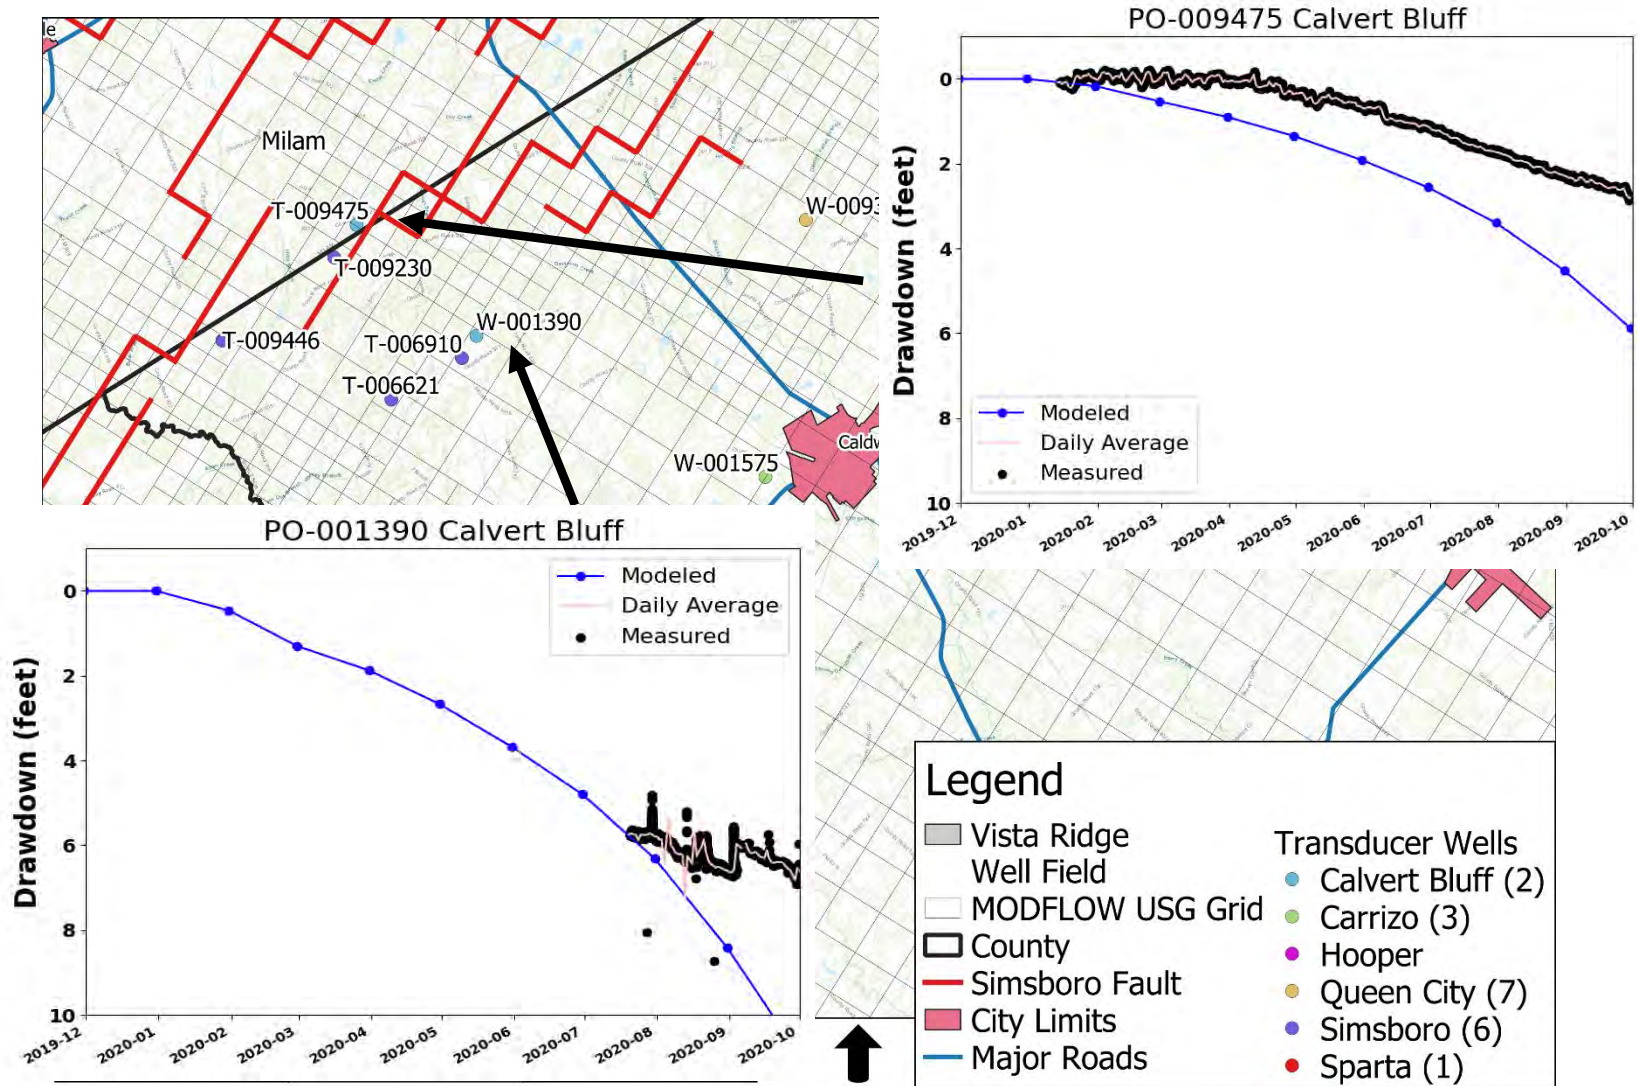 PO-009475 Calvert Bluff
le
Milam
T-009475
W-0093
T-009230
W-001390
T-009446
T-006910
T-006621
W-001575
Caldw
Drawdown (feet)
0
2
4
6
8
10
Modeled
Daily Average
Measured
2019-12
2020-01
2020-02
2020-03
2020-04
2020-05
2020-06
2020-07
2020-08
2020-09
2020-10
PO-001390 Calvert Bluff
Drawdown (feet)
0
2
4
6
8
10
Modeled
Daily Average
Measured
2019-12
2020-01
2020-02
2020-03
2020-04
2020-05
2020-06
2020-07
2020-08
2020-09
2020-10
Legend
Vista Ridge
Well Field
MODFLOW USG Grid
County
Simsboro Fault
City Limits
Major Roads
Transducer Wells
Calvert Bluff (2)
Carrizo (3)
Hooper
Queen City (7)
Simsboro (6)
Sparta (1)